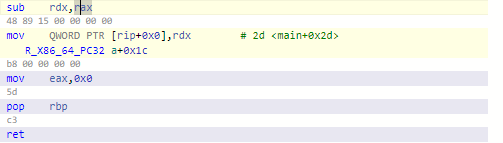 sub rdx,rax
48 89 15 00 00 00 00
mov QWORD PTR [rip+0x0],rdx # 2d <main+0x2d>
R_X86_64_PC32 a+0x1c
b8 00 00 00 00
mov eax,0x0
5d
pop rbp
c3
ret